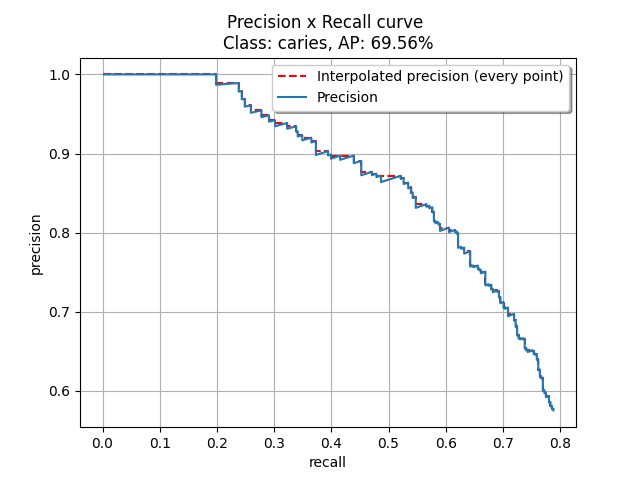 Precision x Recall curve
Class: caries, AP: 69.56%
Interpolated precision (every point)
Precision
1.0
0.9
0.8
0.7
0.6
precision
0.0 0.1 0.2 0.3 0.4 0.5 0.6 0.7 0.8
recall